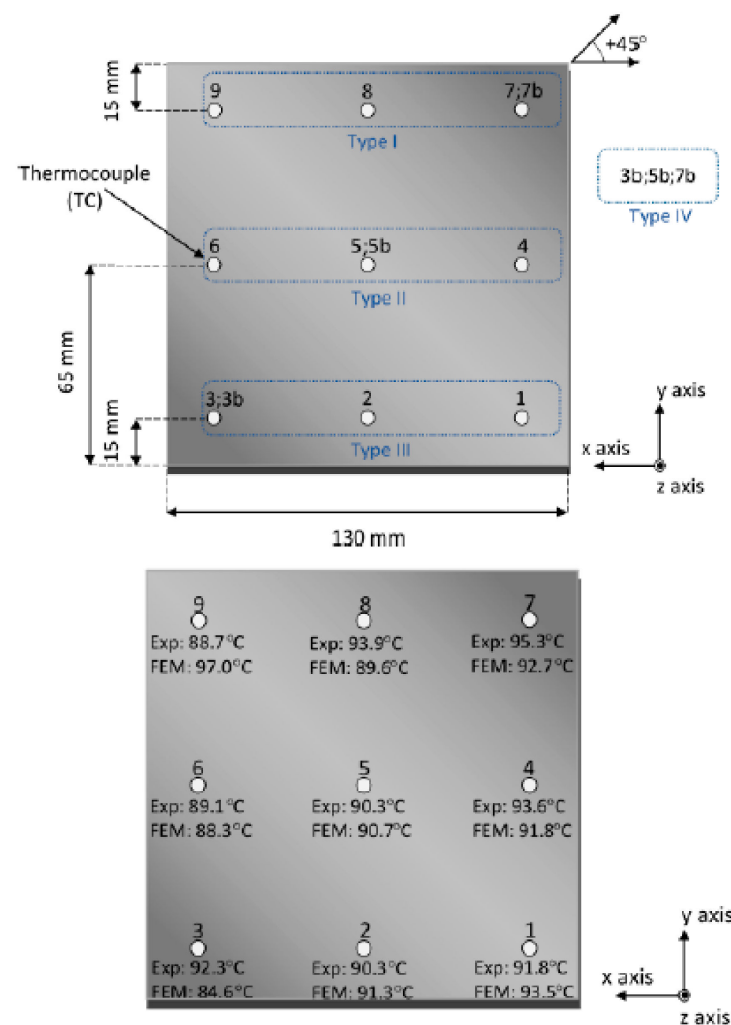 +45°
15 mm
9 8 7;7b
Type I
3b;5b;7b
Type IV
Thermocouple
(TC)
6 5;5b 4
Type II
65 mm
3;3b 2 1
Type III
15 mm
y axis
x axis
z axis
130 mm
9 8 7
Exp: 88.7°C Exp: 93.9°C Exp: 95.3°C
FEM: 97.0°C FEM: 89.6°C FEM: 92.7°C
6 5 4
Exp: 89.1°C Exp: 90.3°C Exp: 93.6°C
FEM: 88.3°C FEM: 90.7°C FEM: 91.8°C
3 2 1
Exp: 92.3°C Exp: 90.3°C Exp: 91.8°C
FEM: 84.6°C FEM: 91.3°C FEM: 93.5°C
y axis
x axis
z axis